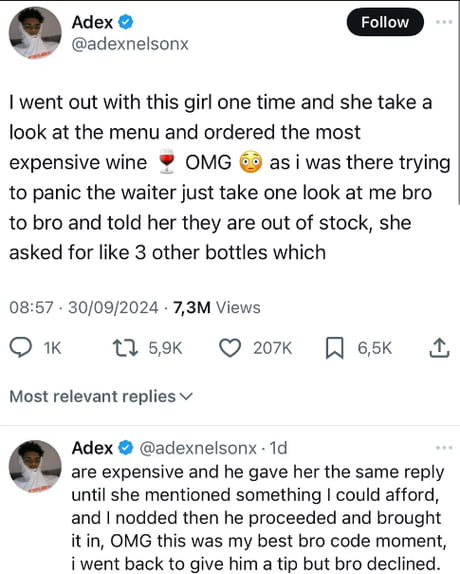 Adex
Follow
@adexnelsonx
I went out with this girl one time and she take a
look at the menu and ordered the most
expensive wine 🍷 OMG 😳 as i was there trying
to panic the waiter just take one look at me bro
to bro and told her they are out of stock, she
asked for like 3 other bottles which
08:57 · 30/09/2024 · 7,3M Views
1K 5,9K 207K 6,5K
Most relevant replies
Adex @adexnelsonx · 1d
are expensive and he gave her the same reply
until she mentioned something I could afford,
and I nodded then he proceeded and brought
it in, OMG this was my best bro code moment,
i went back to give him a tip but bro declined.